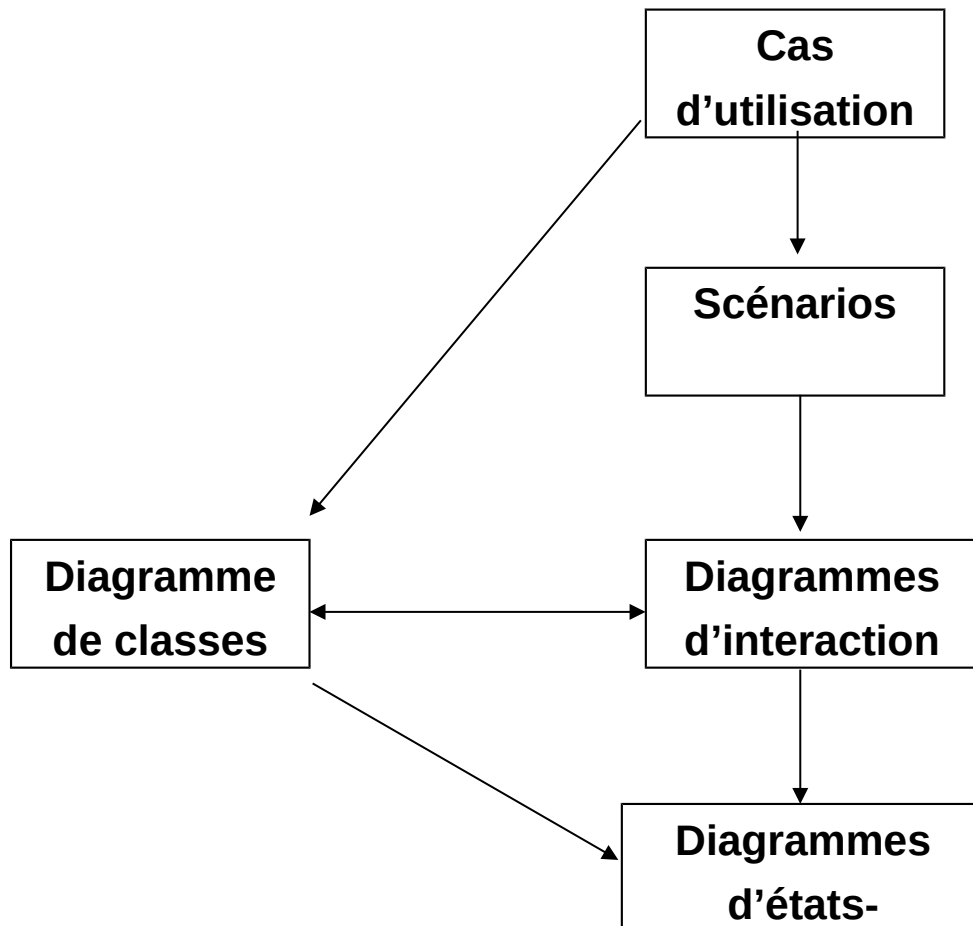 Cas
d’utilisation
Scénarios
Diagramme
de classes
Diagrammes
d’interaction
Diagrammes
d’états-